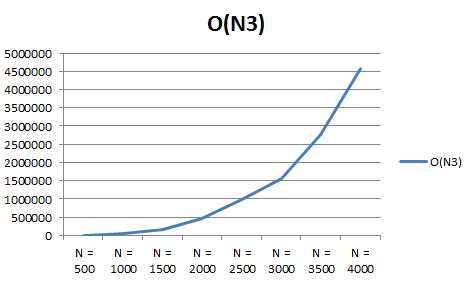 O(N3)
5000000
4500000
4000000
3500000
3000000
2500000
2000000
1500000
1000000
500000
0
O(N3)
N = N = N = N = N = N = N = N =
500 1000 1500 2000 2500 3000 3500 4000